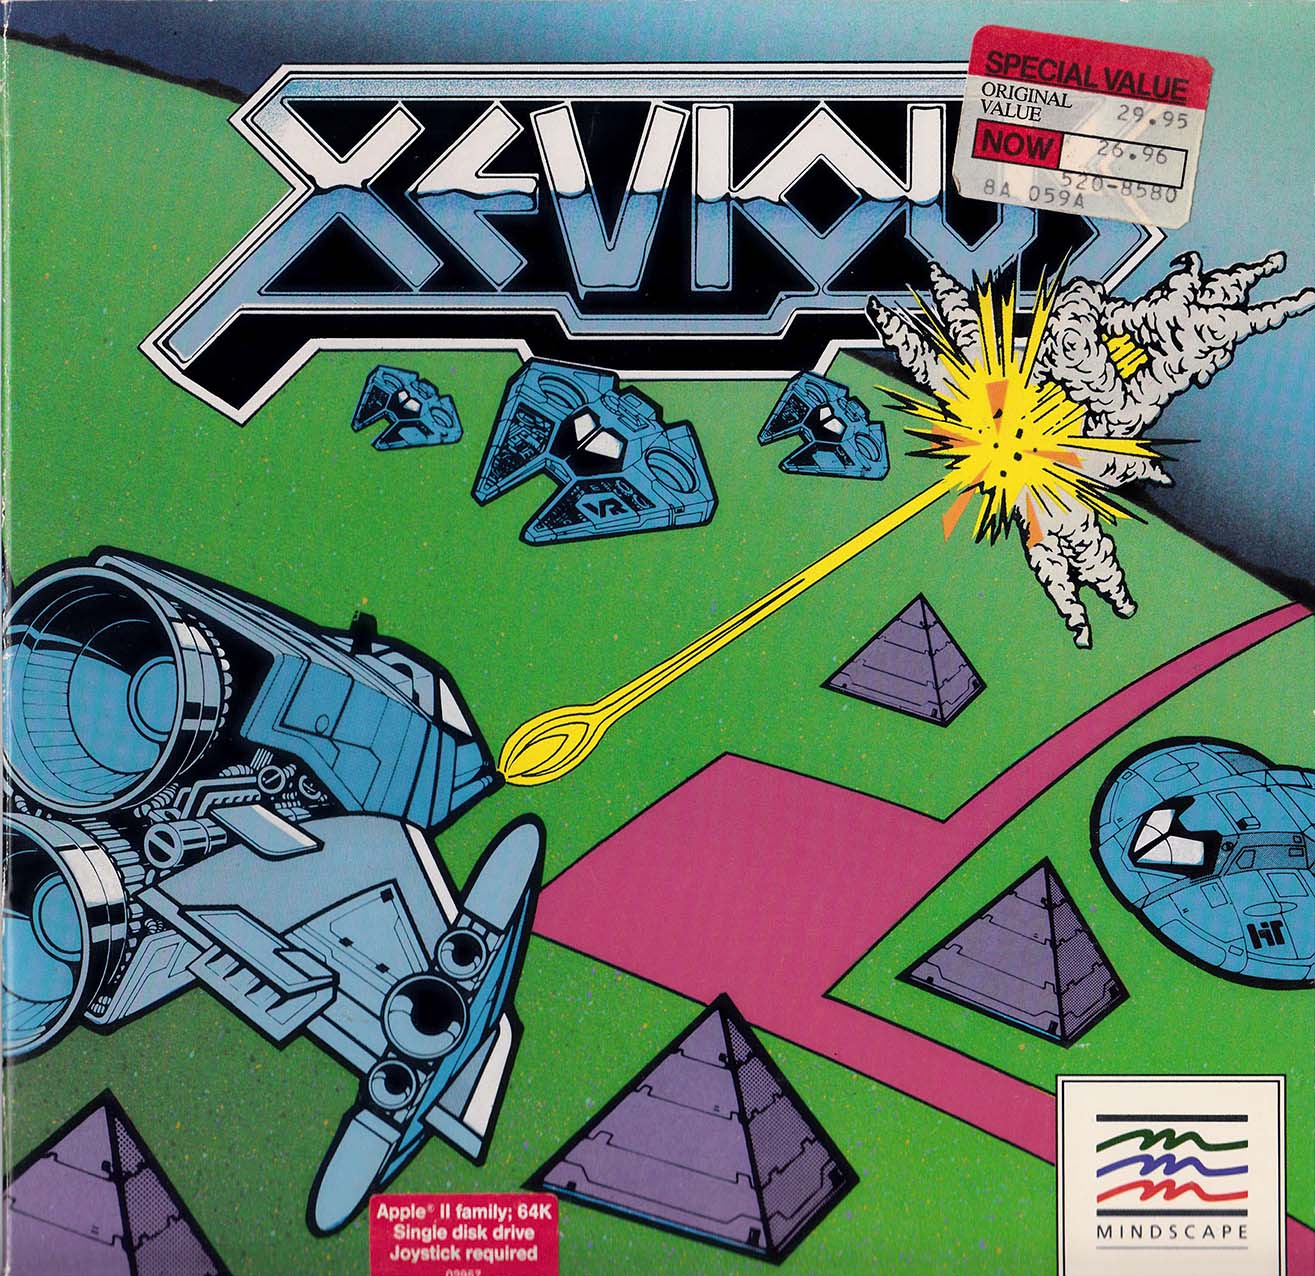 XEVIOUS
SPECIAL VALUE
ORIGINAL
VALUE
29.95
NOW
26.96
520-8580
8A 059A
VR
HT
MINDSCAPE
Apple® II family; 64K
Single disk drive
Joystick required